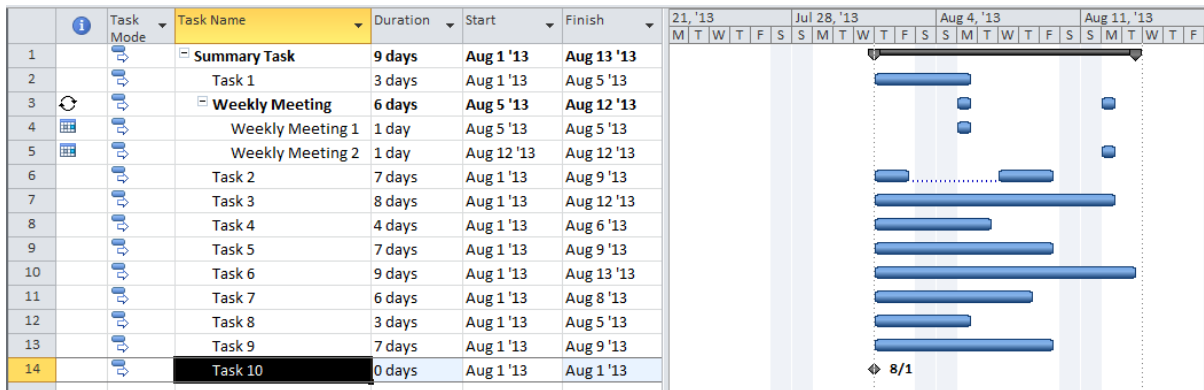 Task Mode Task Name Duration Start Finish 21, '13 Jul 28, '13 Aug 4, '13 Aug 11, '13
M T W T F S S M T W T F S S M T W T F S S M T W T F
1 Summary Task 9 days Aug 1 '13 Aug 13 '13
2 Task 1 3 days Aug 1 '13 Aug 5 '13
3 Weekly Meeting 6 days Aug 5 '13 Aug 12 '13
4 Weekly Meeting 1 1 day Aug 5 '13 Aug 5 '13
5 Weekly Meeting 2 1 day Aug 12 '13 Aug 12 '13
6 Task 2 7 days Aug 1 '13 Aug 9 '13
7 Task 3 8 days Aug 1 '13 Aug 12 '13
8 Task 4 4 days Aug 1 '13 Aug 6 '13
9 Task 5 7 days Aug 1 '13 Aug 9 '13
10 Task 6 9 days Aug 1 '13 Aug 13 '13
11 Task 7 6 days Aug 1 '13 Aug 8 '13
12 Task 8 3 days Aug 1 '13 Aug 5 '13
13 Task 9 7 days Aug 1 '13 Aug 9 '13
14 Task 10 0 days Aug 1 '13 Aug 1 '13 8/1